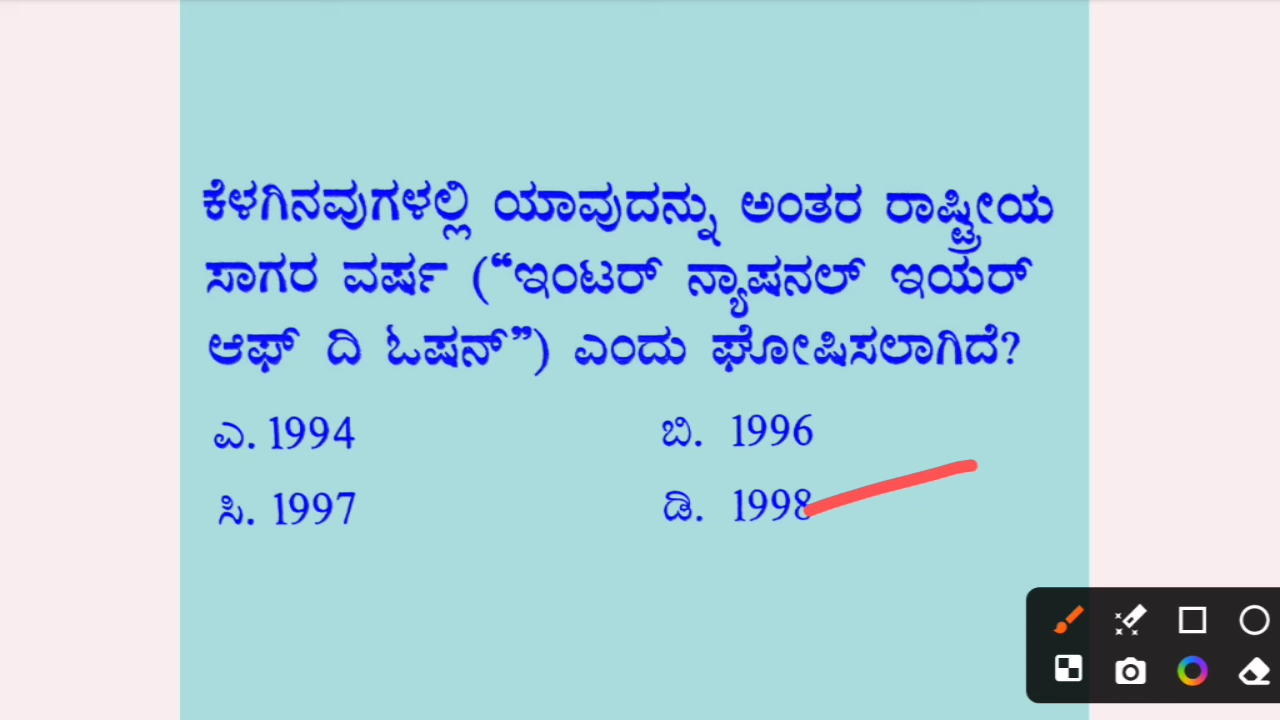 ಕೆಳಗಿನವುಗಳಲ್ಲಿ ಯಾವುದನ್ನು ಅಂತರ ರಾಷ್ಟ್ರೀಯ
ಸಾಗರ ವರ್ಷ (“ಇಂಟರ್ ನ್ಯಾಷನಲ್ ಇಯರ್
ಆಫ್ ದಿ ಓಷನ್”) ಎಂದು ಘೋಷಿಸಲಾಗಿದೆ?
ಎ. 1994 ಬಿ. 1996
ಸಿ. 1997 ಡಿ. 1998